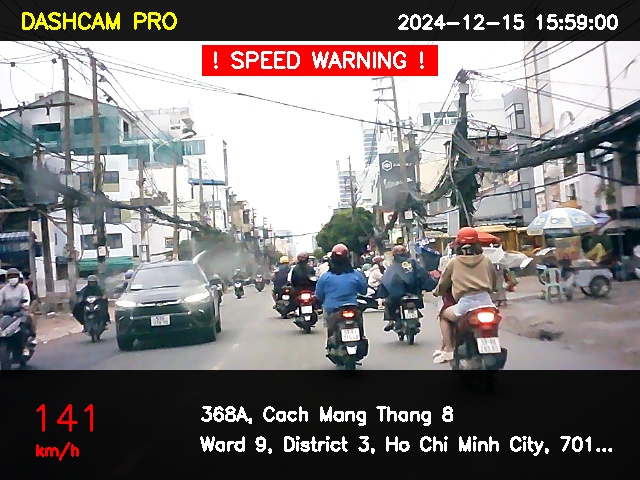 DASHCAM PRO
2024-12-15 15:59:00
! SPEED WARNING !
141
km/h
368A, Cach Mang Thang 8
Ward 9, District 3, Ho Chi Minh City, 701...